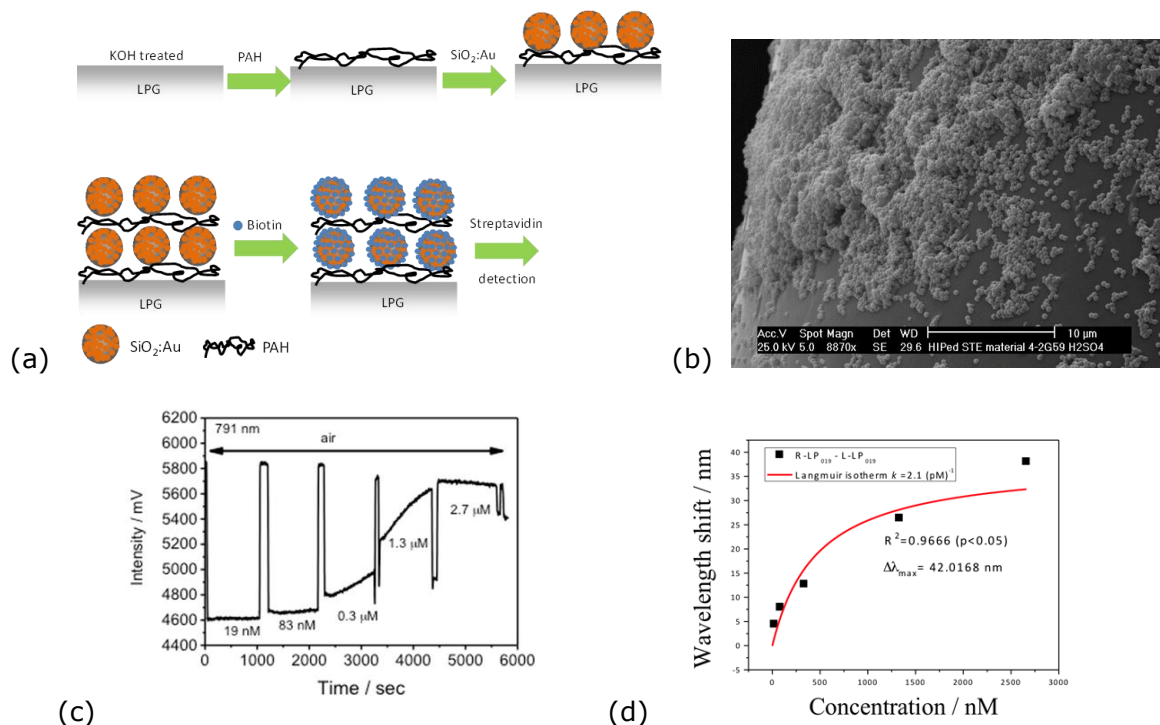 KOH treated
LPG
PAH
LPG
SiO2:Au
LPG
LPG
Biotin
LPG
Streptavidin
detection
SiO2:Au
PAH
(a)
Acc.V Spot Magn Det WD
25.0 kV 5.0 8870x SE 29.6 HIPed STE material 4-2G59 H2SO4
10 µm
(b)
6200
6000
5800
5600
5400
5200
5000
4800
4600
4400
Intensity / mV
791 nm
air
19 nM
83 nM
0.3 µM
1.3 µM
2.7 µM
0 1000 2000 3000 4000 5000 6000
Time / sec
(c)
40
35
30
25
20
15
10
5
0
-5
Wavelength shift / nm
R-LP019 - L-LP019
Langmuir isotherm k =2.1 (pM)-1
R2=0.9666 (p<0.05)
Δλmax= 42.0168 nm
0 500 1000 1500 2000 2500 3000
Concentration / nM
(d)